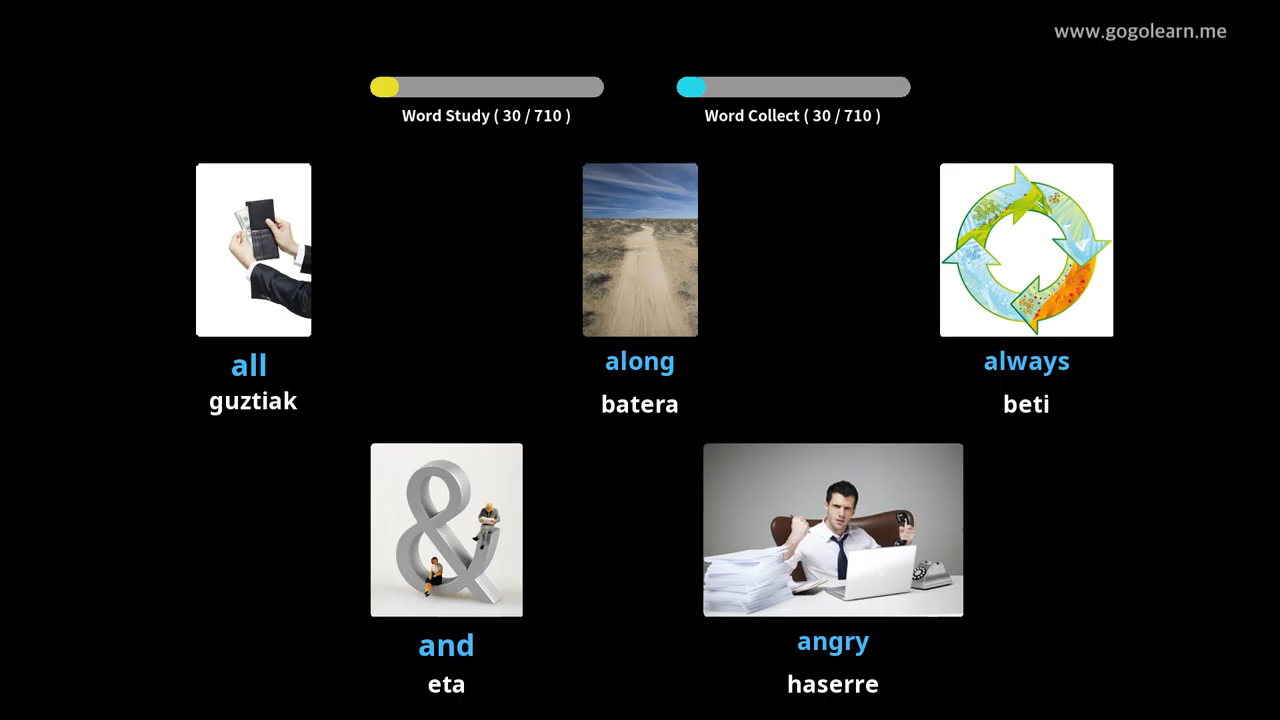 www.gogolearn.me
Word Study ( 30 / 710 )
Word Collect ( 30 / 710 )
all
guztiak
along
batera
always
beti
&
and
eta
angry
haserre